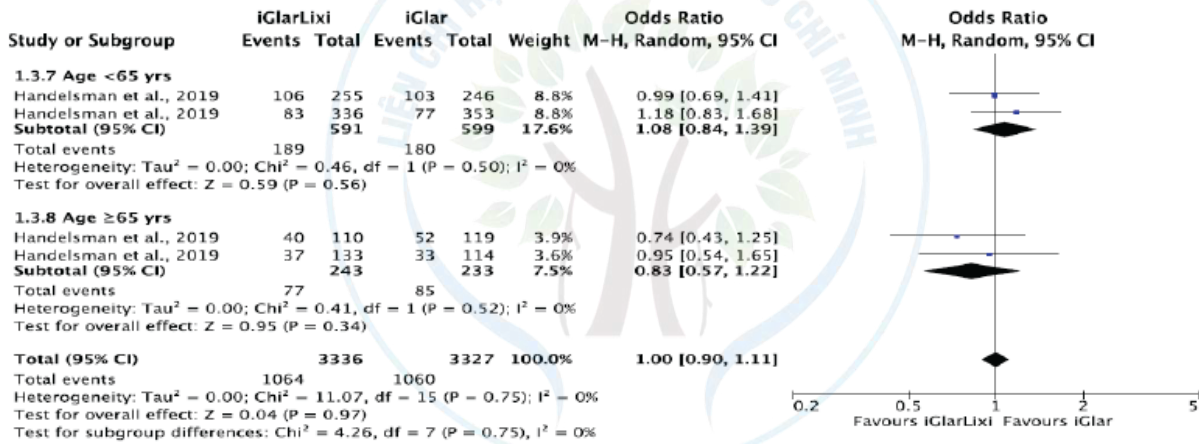 iGlarLixi iGlar Odds Ratio Odds Ratio
Study or Subgroup Events Total Events Total Weight M-H, Random, 95% CI M-H, Random, 95% CI
1.3.7 Age <65 yrs
Handelsman et al., 2019 106 255 103 246 8.8% 0.99 [0.69, 1.41]
Handelsman et al., 2019 83 336 77 353 8.8% 1.18 [0.83, 1.68]
Subtotal (95% CI) 591 599 17.6% 1.08 [0.84, 1.39]
Total events 189 180
Heterogeneity: Tau² = 0.00; Chi² = 0.46, df = 1 (P = 0.50); I² = 0%
Test for overall effect: Z = 0.59 (P = 0.56)
1.3.8 Age ≥65 yrs
Handelsman et al., 2019 40 110 52 119 3.9% 0.74 [0.43, 1.25]
Handelsman et al., 2019 37 133 33 114 3.6% 0.95 [0.54, 1.65]
Subtotal (95% CI) 243 233 7.5% 0.83 [0.57, 1.22]
Total events 77 85
Heterogeneity: Tau² = 0.00; Chi² = 0.41, df = 1 (P = 0.52); I² = 0%
Test for overall effect: Z = 0.95 (P = 0.34)
Total (95% CI) 3336 3327 100.0% 1.00 [0.90, 1.11]
Total events 1064 1060
Heterogeneity: Tau² = 0.00; Chi² = 11.07, df = 15 (P = 0.75); I² = 0%
Test for overall effect: Z = 0.04 (P = 0.97)
Test for subgroup differences: Chi² = 4.26, df = 7 (P = 0.75), I² = 0%
0.2 0.5 1 2 5
Favours iGlarLixi Favours iGlar
LIÊN CHI
CHÍ MINH